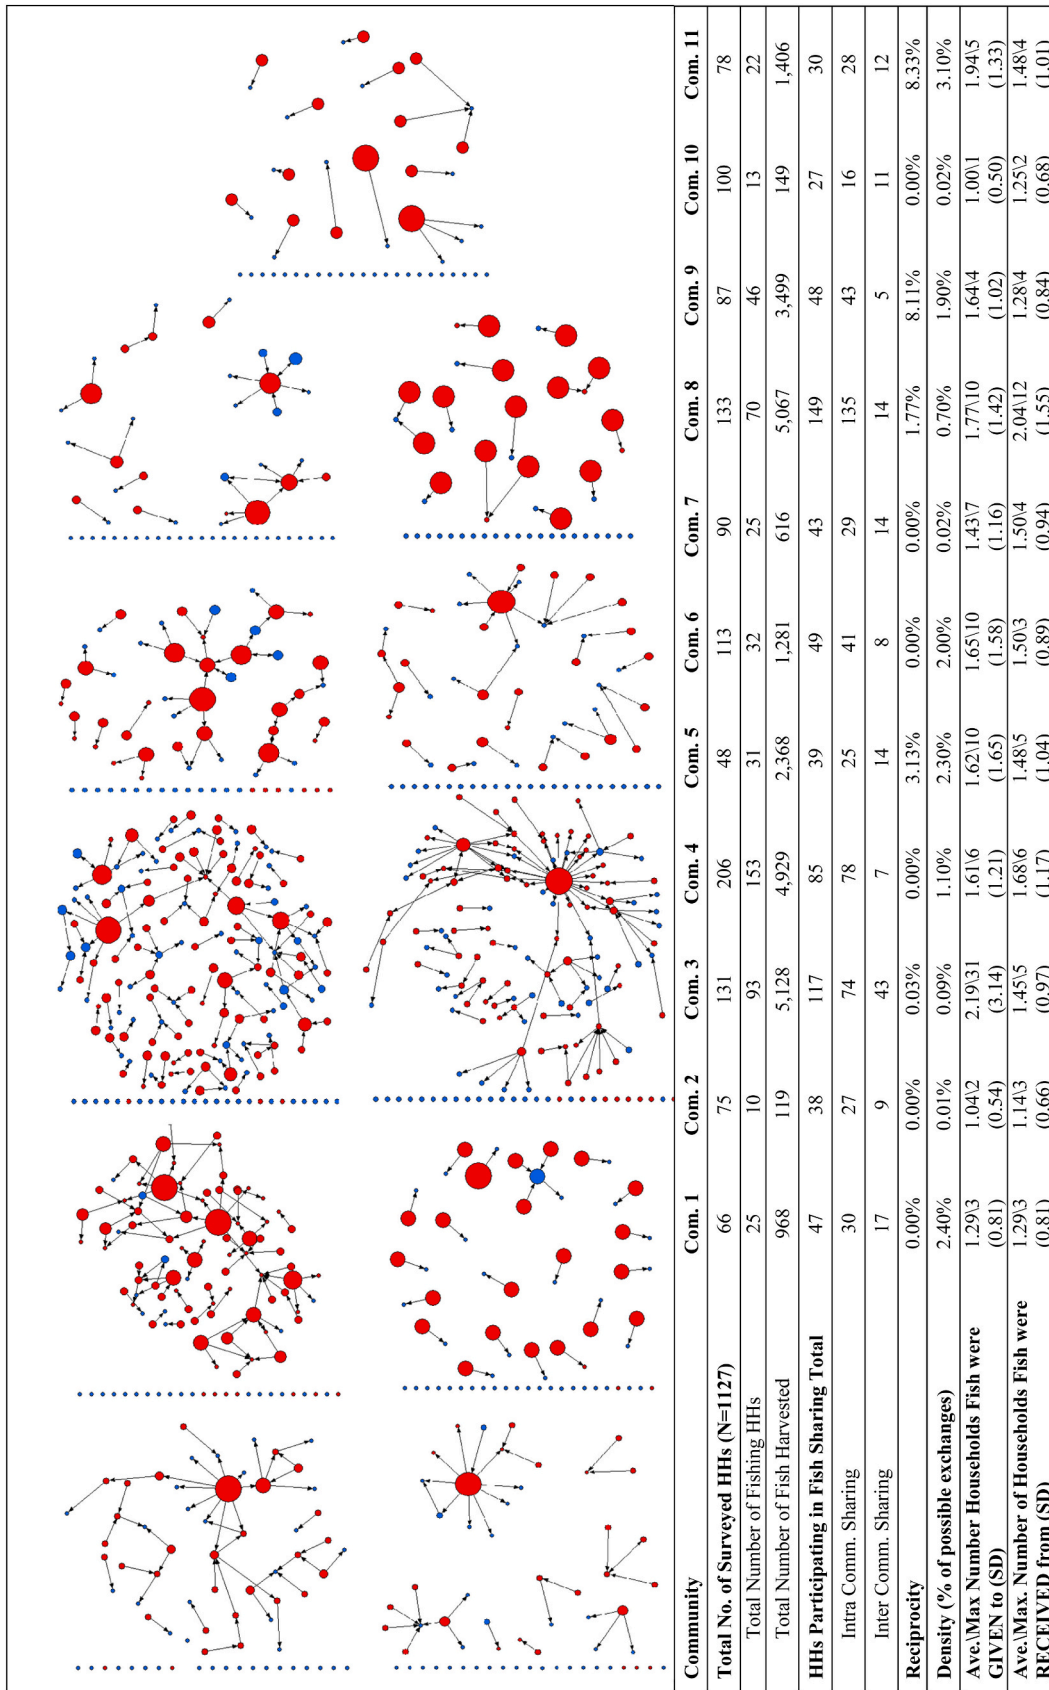 Community Com. 1 Com. 2 Com. 3 Com. 4 Com. 5 Com. 6 Com. 7 Com. 8 Com. 9 Com. 10 Com. 11
Total No. of Surveyed HHs (N=1127) 66 75 131 206 48 113 90 133 87 100 78
Total Number of Fishing HHs 25 10 93 153 31 32 25 70 46 13 22
Total Number of Fish Harvested 968 119 5,128 4,929 2,368 1,281 616 5,067 3,499 149 1,406
HHs Participating in Fish Sharing Total 47 38 117 85 39 49 43 149 48 27 30
Intra Comm. Sharing 30 27 74 78 25 41 29 135 43 16 28
Inter Comm. Sharing 17 9 43 7 14 8 14 14 5 11 12
Reciprocity 0.00% 0.00% 0.03% 0.00% 3.13% 0.00% 0.00% 1.77% 8.11% 0.00% 8.33%
Density (% of possible exchanges) 2.40% 0.01% 0.09% 1.10% 2.30% 2.00% 0.02% 0.70% 1.90% 0.02% 3.10%
Ave.\Max Number Households Fish were 1.29\3 1.04\2 2.19\31 1.61\6 1.62\10 1.65\10 1.43\7 1.77\10 1.64\4 1.00\1 1.94\5
GIVEN to (SD) (0.81) (0.54) (3.14) (1.21) (1.65) (1.58) (1.16) (1.42) (1.02) (0.50) (1.33)
Ave.\Max. Number of Households Fish were 1.29\3 1.14\3 1.45\5 1.68\6 1.48\5 1.50\3 1.50\4 2.04\12 1.28\4 1.25\2 1.48\4
RECEIVED from (SD) (0.81) (0.66) (0.97) (1.17) (1.04) (0.89) (0.94) (1.55) (0.84) (0.68) (1.01)